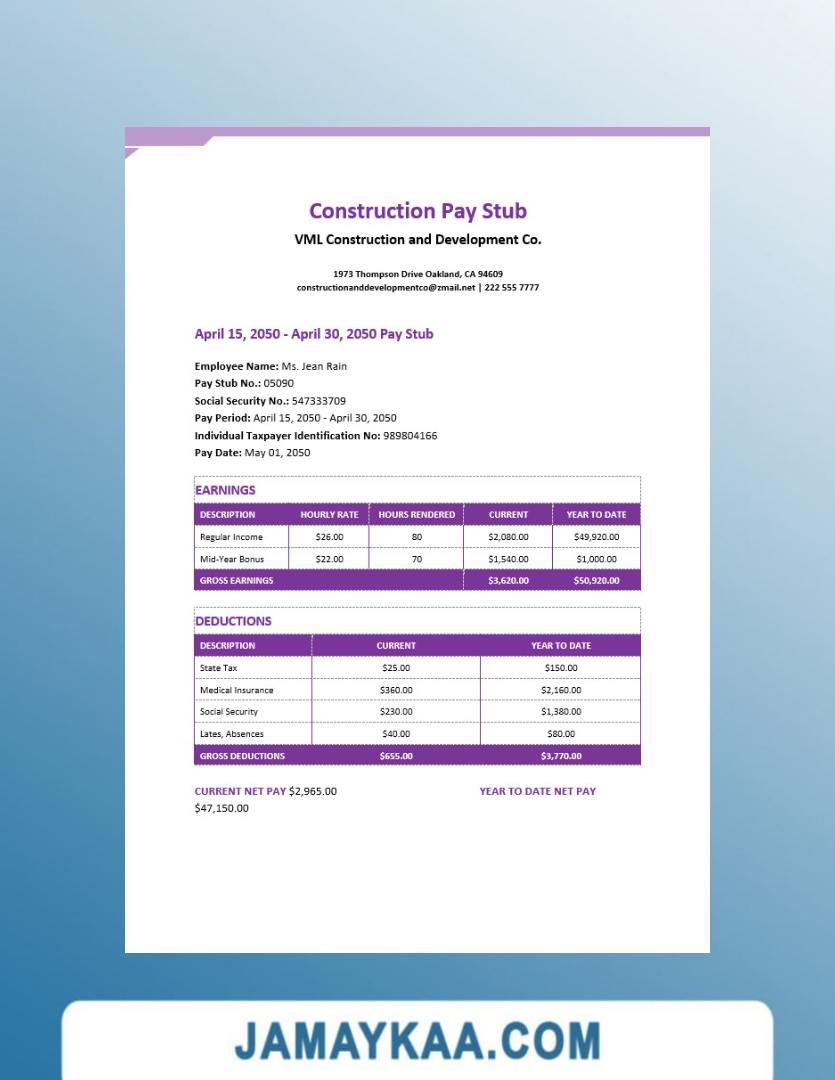 Construction Pay Stub
VML Construction and Development Co.
1973 Thompson Drive Oakland, CA 94609
constructionanddevelopmentco@zmail.net | 222 555 7777
April 15, 2050 - April 30, 2050 Pay Stub
Employee Name: Ms. Jean Rain
Pay Stub No.: 05090
Social Security No.: 547333709
Pay Period: April 15, 2050 - April 30, 2050
Individual Taxpayer Identification No: 989804166
Pay Date: May 01, 2050
EARNINGS
DESCRIPTION HOURLY RATE HOURS RENDERED CURRENT YEAR TO DATE
Regular Income $26.00 80 $2,080.00 $49,920.00
Mid-Year Bonus $22.00 70 $1,540.00 $1,000.00
GROSS EARNINGS $3,620.00 $50,920.00
DEDUCTIONS
DESCRIPTION CURRENT YEAR TO DATE
State Tax $25.00 $150.00
Medical Insurance $360.00 $2,160.00
Social Security $230.00 $1,380.00
Lates, Absences $40.00 $80.00
GROSS DEDUCTIONS $655.00 $3,770.00
CURRENT NET PAY $2,965.00 YEAR TO DATE NET PAY
$47,150.00
JAMAYKAA.COM